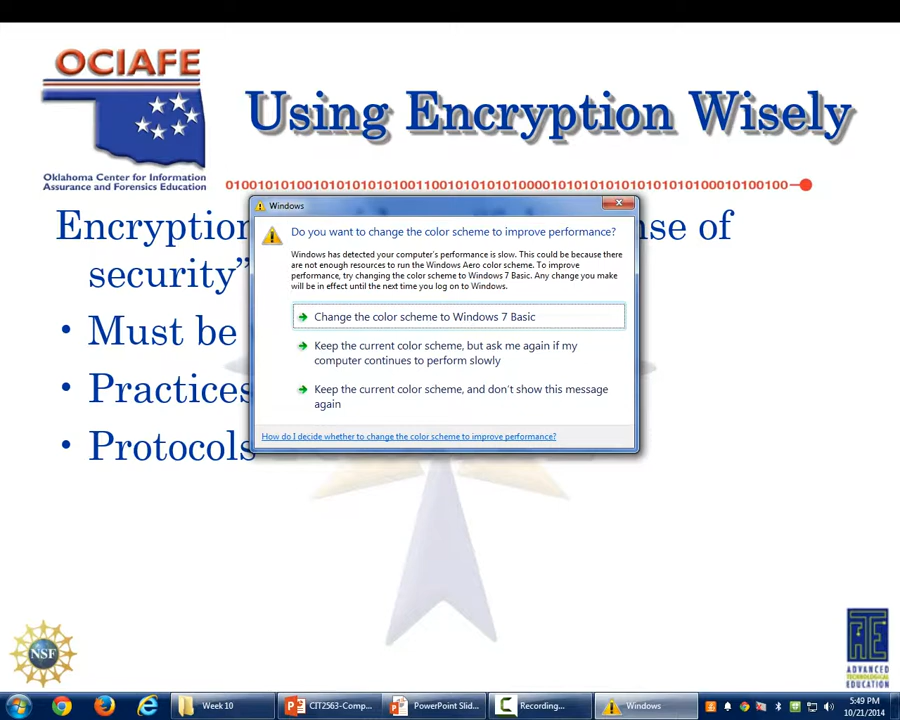 OCIAFE
Oklahoma Center for Information
Assurance and Forensics Education
Using Encryption Wisely
Encryption
se of
security”
• Must be
• Practices
• Protocols
Windows
Do you want to change the color scheme to improve performance?
Windows has detected your computer's performance is slow. This could be because there
are not enough resources to run the Windows Aero color scheme. To improve
performance, try changing the color scheme to Windows 7 Basic. Any change you make
will be in effect until the next time you log on to Windows.
Change the color scheme to Windows 7 Basic
Keep the current color scheme, but ask me again if my
computer continues to perform slowly
Keep the current color scheme, and don't show this message
again
How do I decide whether to change the color scheme to improve performance?
NSF
ATE
ADVANCED
TECHNOLOGICAL
EDUCATION
Week 10
CIT2563-Comp...
PowerPoint Slid...
Recording...
Windows
5:49 PM
10/21/2014